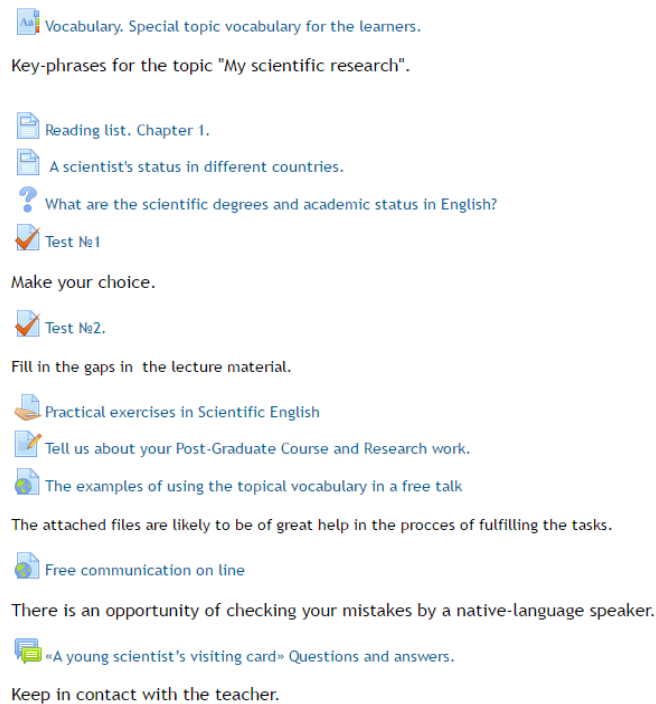 Vocabulary. Special topic vocabulary for the learners.
Key-phrases for the topic "My scientific research".
Reading list. Chapter 1.
A scientist's status in different countries.
What are the scientific degrees and academic status in English?
Test №1
Make your choice.
Test №2.
Fill in the gaps in the lecture material.
Practical exercises in Scientific English
Tell us about your Post-Graduate Course and Research work.
The examples of using the topical vocabulary in a free talk
The attached files are likely to be of great help in the procces of fulfilling the tasks.
Free communication on line
There is an opportunity of checking your mistakes by a native-language speaker.
«A young scientist’s visiting card» Questions and answers.
Keep in contact with the teacher.